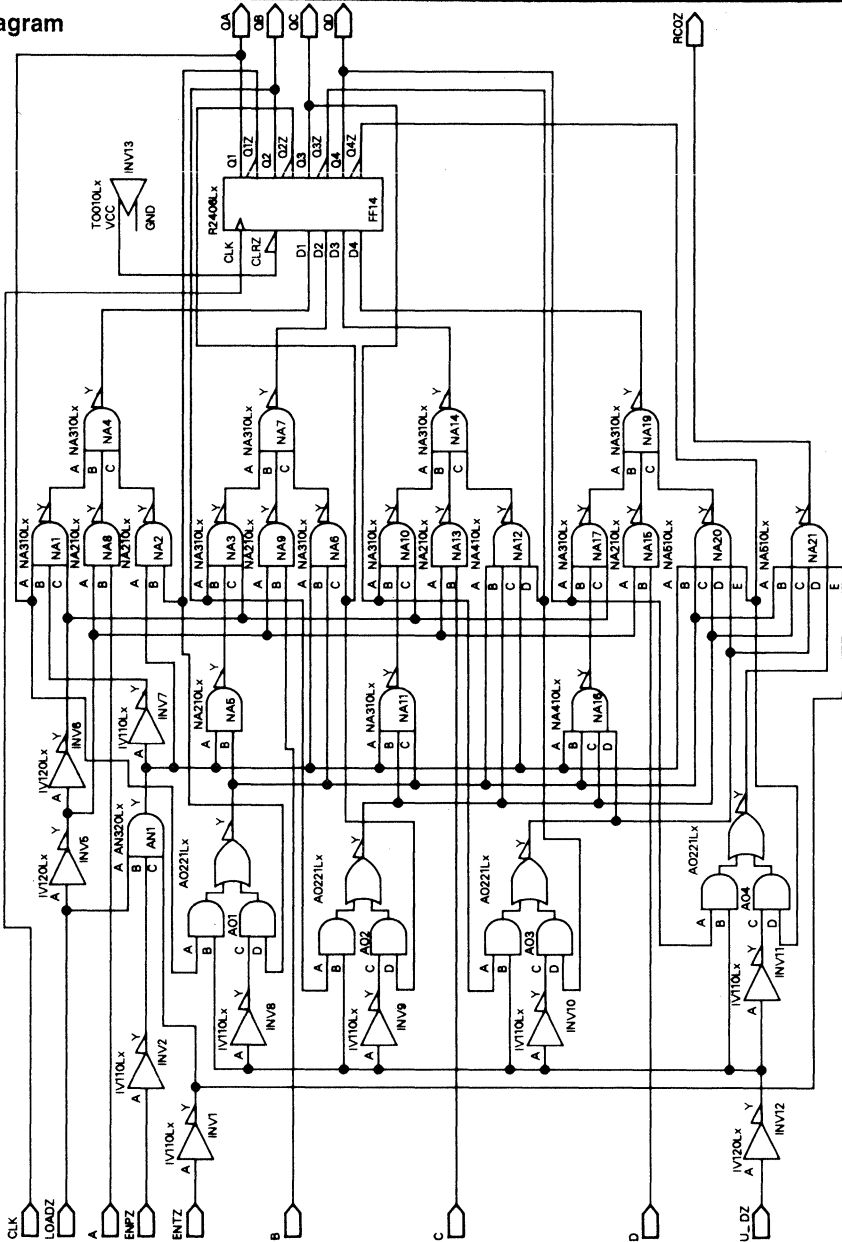 agram
QA
QB
QC
QD
RCOZ
T0010Lx
VCC
GND
INV13
R2406Lx
CLK
CLRZ
D1
D2
D3
D4
Q1
Q1Z
Q2
Q2Z
Q3
Q3Z
Q4
Q4Z
FF14
NA310Lx
A
B
C
NA4
Y
NA310Lx
A
B
C
NA7
Y
NA310Lx
A
B
C
NA14
Y
NA310Lx
A
B
C
NA19
Y
NA310Lx
A
B
C
NA1
Y
NA210Lx
A
B
NA8
Y
NA210Lx
A
B
NA2
Y
NA310Lx
A
B
C
NA3
Y
NA210Lx
A
B
NA9
Y
NA310Lx
A
B
C
NA6
Y
NA310Lx
A
B
C
NA10
Y
NA210Lx
A
B
NA13
Y
NA410Lx
A
B
C
D
NA12
Y
NA310Lx
A
B
C
NA17
Y
NA210Lx
A
B
NA15
Y
NA510Lx
A
B
C
D
E
NA20
Y
NA510Lx
A
B
C
D
E
NA21
Y
IV120Lx
A
Y
INV6
IV110Lx
A
Y
INV7
NA210Lx
A
B
NA5
Y
NA310Lx
A
B
C
NA11
Y
NA410Lx
A
B
C
D
NA16
Y
IV120Lx
A
Y
INV5
AN320Lx
A
B
C
AN1
Y
AO221Lx
A
B
C
D
AO1
Y
AO221Lx
A
B
C
D
AO2
Y
AO221Lx
A
B
C
D
AO3
Y
AO221Lx
A
B
C
D
AO4
Y
IV110Lx
A
Y
INV2
IV110Lx
A
Y
INV8
IV110Lx
A
Y
INV9
IV110Lx
A
Y
INV10
IV110Lx
A
Y
INV11
IV110Lx
A
Y
INV1
IV120Lx
A
Y
INV12
CLK
LOADZ
A
ENPZ
ENTZ
B
C
D
U_DZ